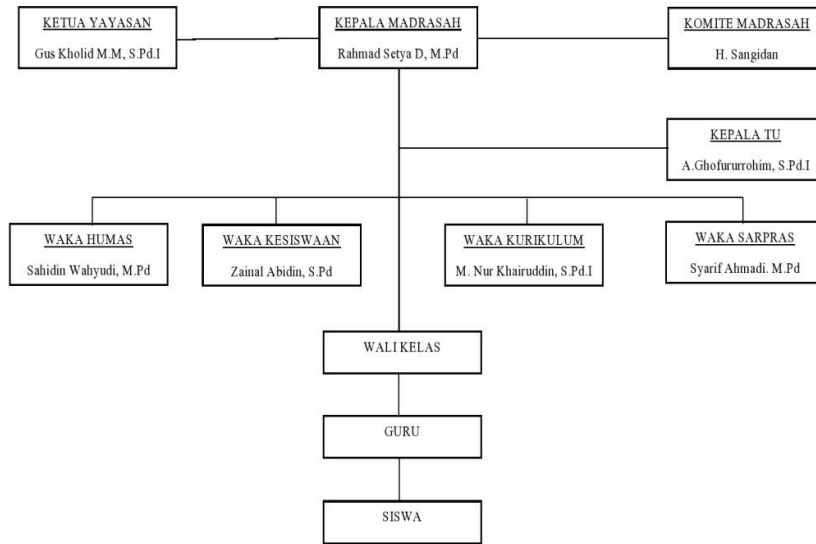 KETUA YAYASAN
Gus Kholid M.M, S.Pd.I
KEPALA MADRASAH
Rahmad Setya D, M.Pd
KOMITE MADRASAH
H. Sangidan
KEPALA TU
A.Ghofururrohim, S.Pd.I
WAKA HUMAS
Sahidin Wahyudi, M.Pd
WAKA KESISWAAN
Zainal Abidin, S.Pd
WAKA KURIKULUM
M. Nur Khairuddin, S.Pd.I
WAKA SARPRAS
Syarif Ahmadi. M.Pd
WALI KELAS
GURU
SISWA